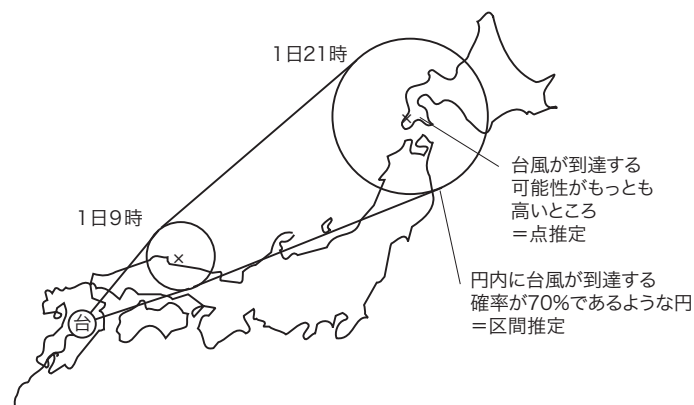 1日21時
台風が到達する
可能性がもっとも
高いところ
＝点推定
1日9時
円内に台風が到達する
確率が70%であるような円
＝区間推定
台